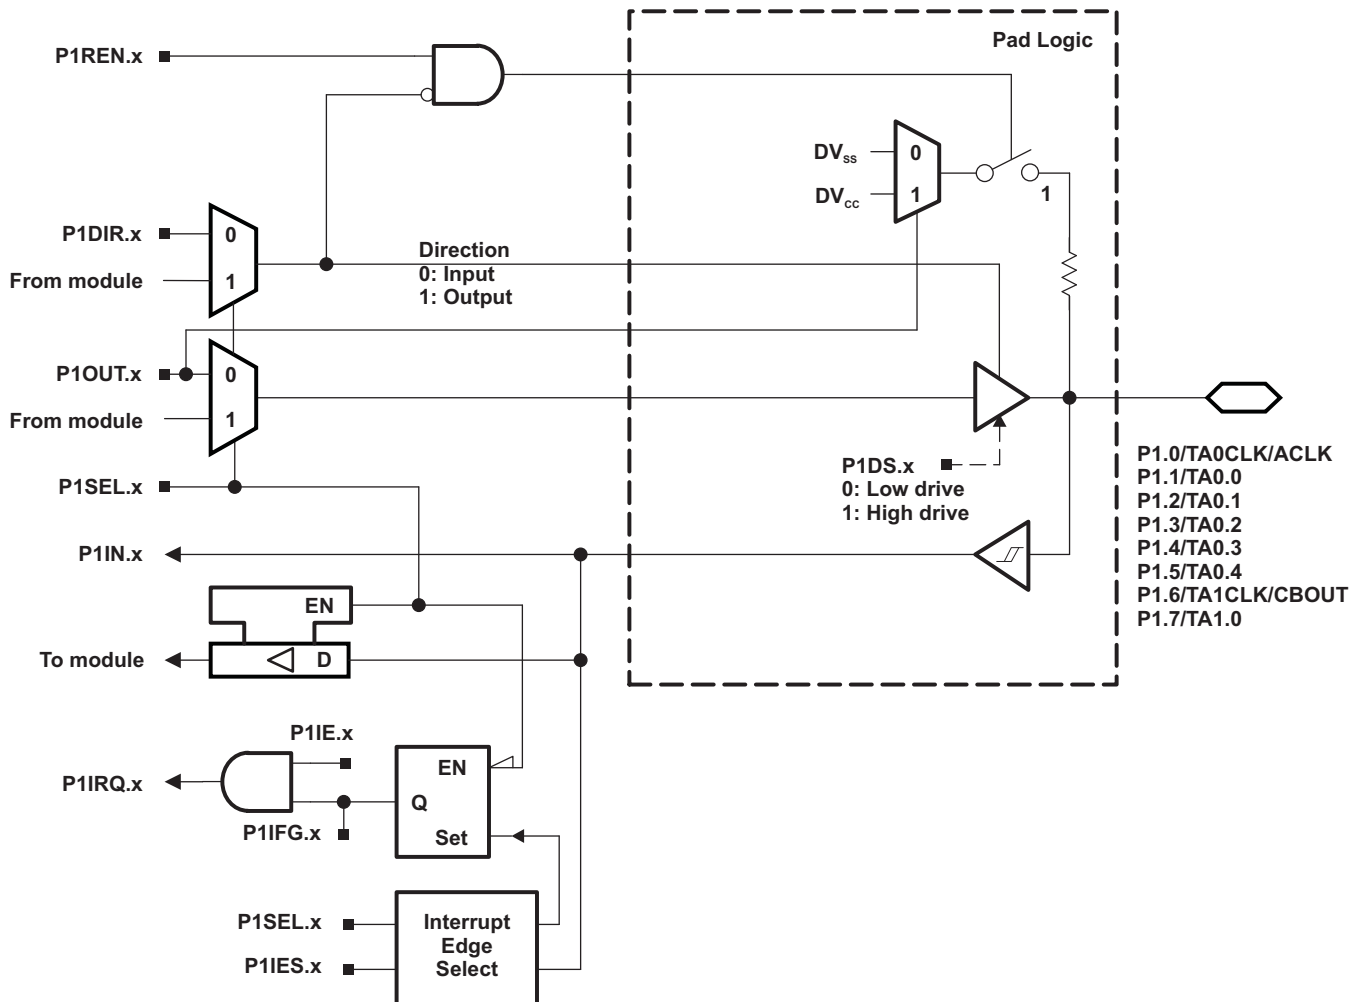 Pad Logic
P1REN.x
DVSS
0
DVCC
1
1
P1DIR.x
0
From module
1
Direction
0: Input
1: Output
P1OUT.x
0
From module
1
P1DS.x
0: Low drive
1: High drive
P1SEL.x
P1.0/TA0CLK/ACLK
P1.1/TA0.0
P1.2/TA0.1
P1.3/TA0.2
P1.4/TA0.3
P1.5/TA0.4
P1.6/TA1CLK/CBOUT
P1.7/TA1.0
P1IN.x
EN
To module
D
P1IE.x
P1IRQ.x
EN
Q
P1IFG.x
Set
P1SEL.x
P1IES.x
Interrupt
Edge
Select